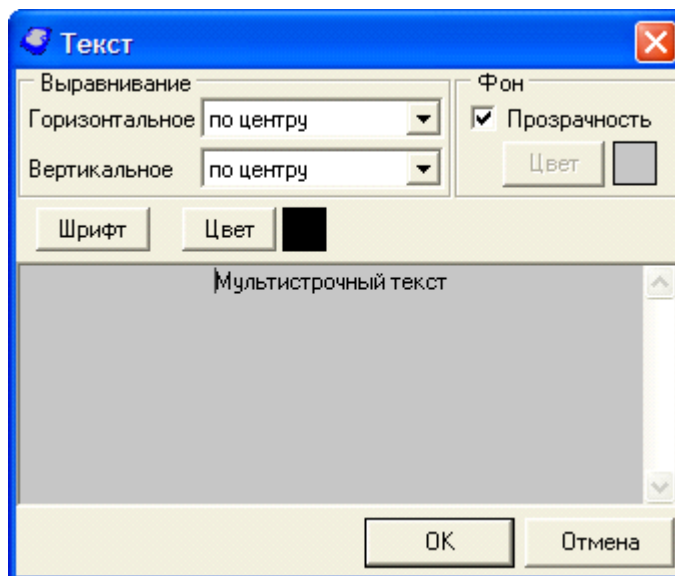 Текст
Выравнивание
Фон
Горизонтальное по центру
Прозрачность
Вертикальное по центру
Цвет
Шрифт Цвет
Мультистрочный текст
OK Отмена